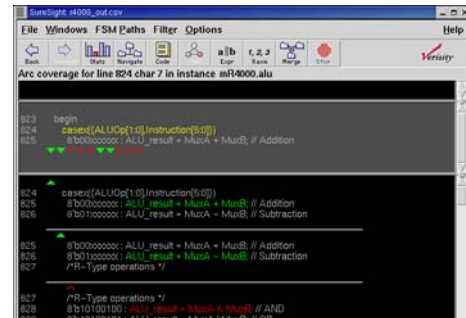 SureSight: r4000_out.cov
File Windows FSM Paths Filter Options Help
Back Stats Navigate Code a||b Expr 1, 2, 3 Rank Merge Stop Verisity
Arc coverage for line 824 char 7 in instance mR4000.alu
823 begin
824 casex({ALUOp[1:0],Instruction[5:0]})
825 8'b00xxxxxx : ALU_result = MuxA + MuxB; // Addition
824 casex({ALUOp[1:0],Instruction[5:0]})
825 8'b00xxxxxx : ALU_result = MuxA + MuxB; // Addition
826 8'b01xxxxxx : ALU_result = MuxA - MuxB; // Subtraction
825 8'b00xxxxxx : ALU_result = MuxA + MuxB; // Addition
826 8'b01xxxxxx : ALU_result = MuxA - MuxB; // Subtraction
827 /*R-Type operations */
827 /*R-Type operations */
828 8'b10100100 : ALU_result = MuxA & MuxB; // AND